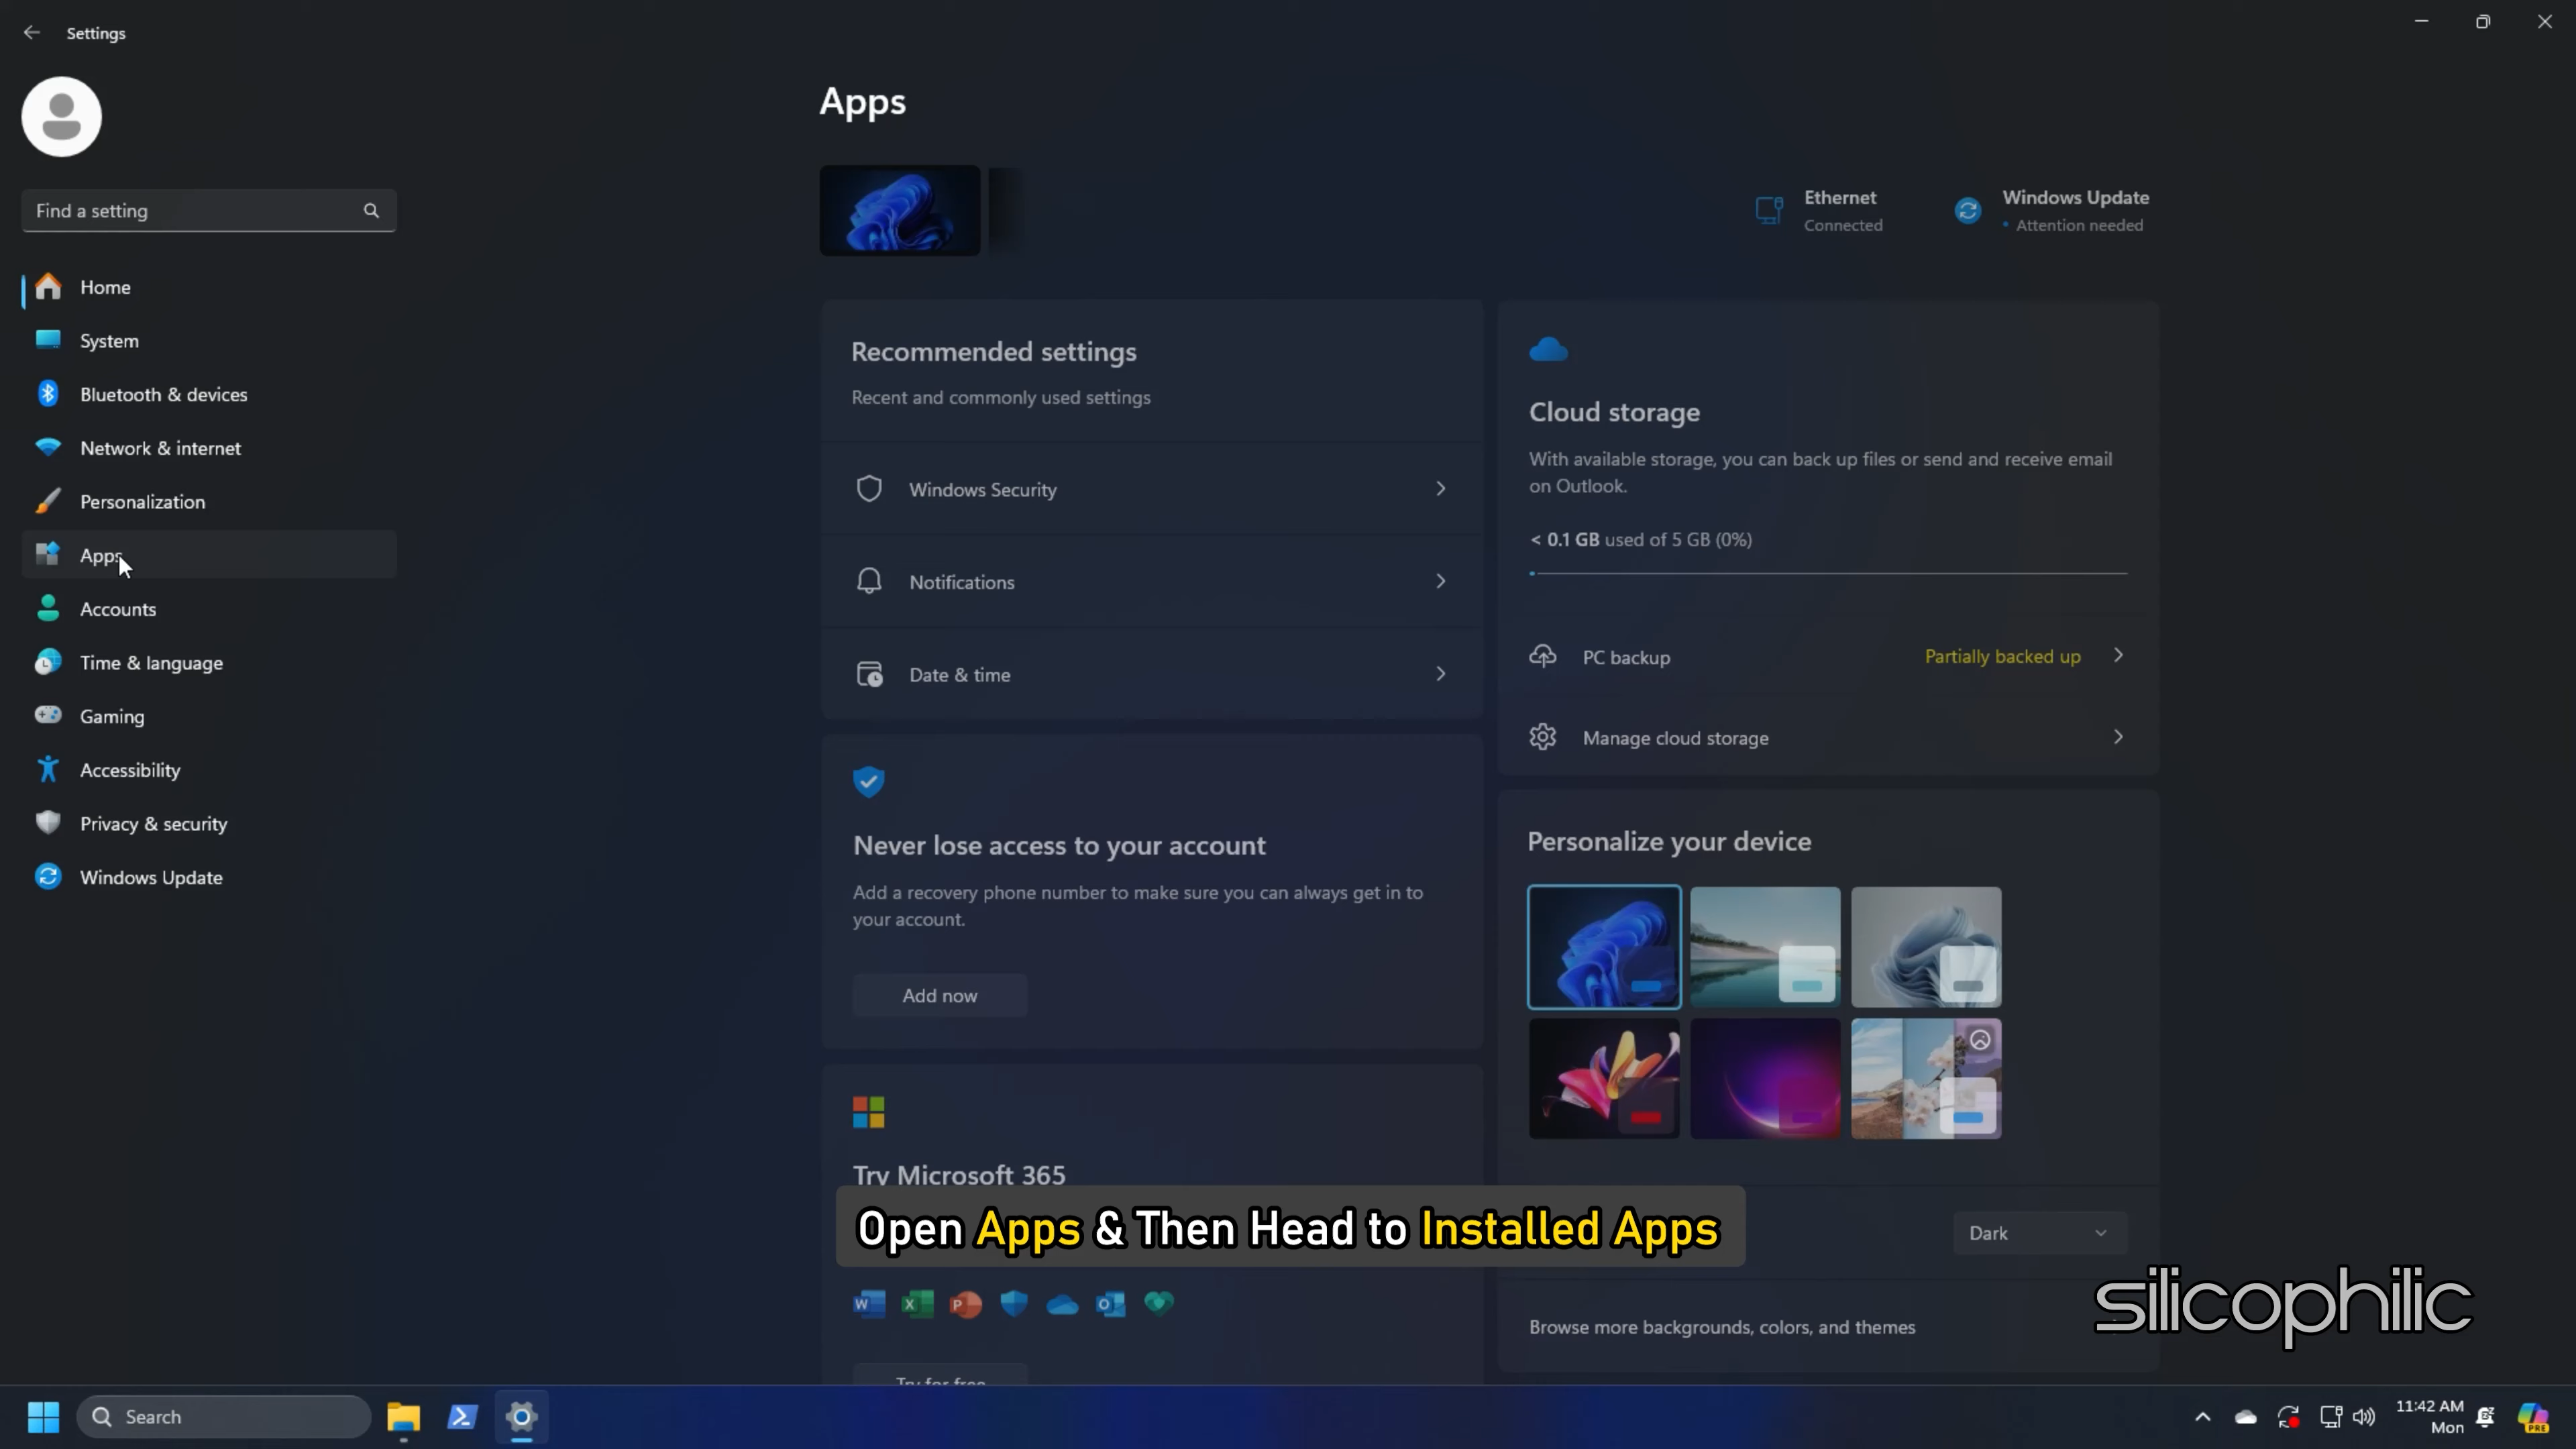 Settings
Find a setting
Home
System
Bluetooth & devices
Network & internet
Personalization
Apps
Accounts
Time & language
Gaming
Accessibility
Privacy & security
Windows Update
Apps
Ethernet
Connected
Windows Update
• Attention needed
Recommended settings
Recent and commonly used settings
Windows Security
Notifications
Date & time
Never lose access to your account
Add a recovery phone number to make sure you can always get in to
your account.
Add now
Try Microsoft 365
Try for free
Cloud storage
With available storage, you can back up files or send and receive email
on Outlook.
< 0.1 GB used of 5 GB (0%)
PC backup
Partially backed up
Manage cloud storage
Personalize your device
Dark
Browse more backgrounds, colors, and themes
Open Apps & Then Head to Installed Apps
silicophilic
Search
11:42 AM
Mon
PRE